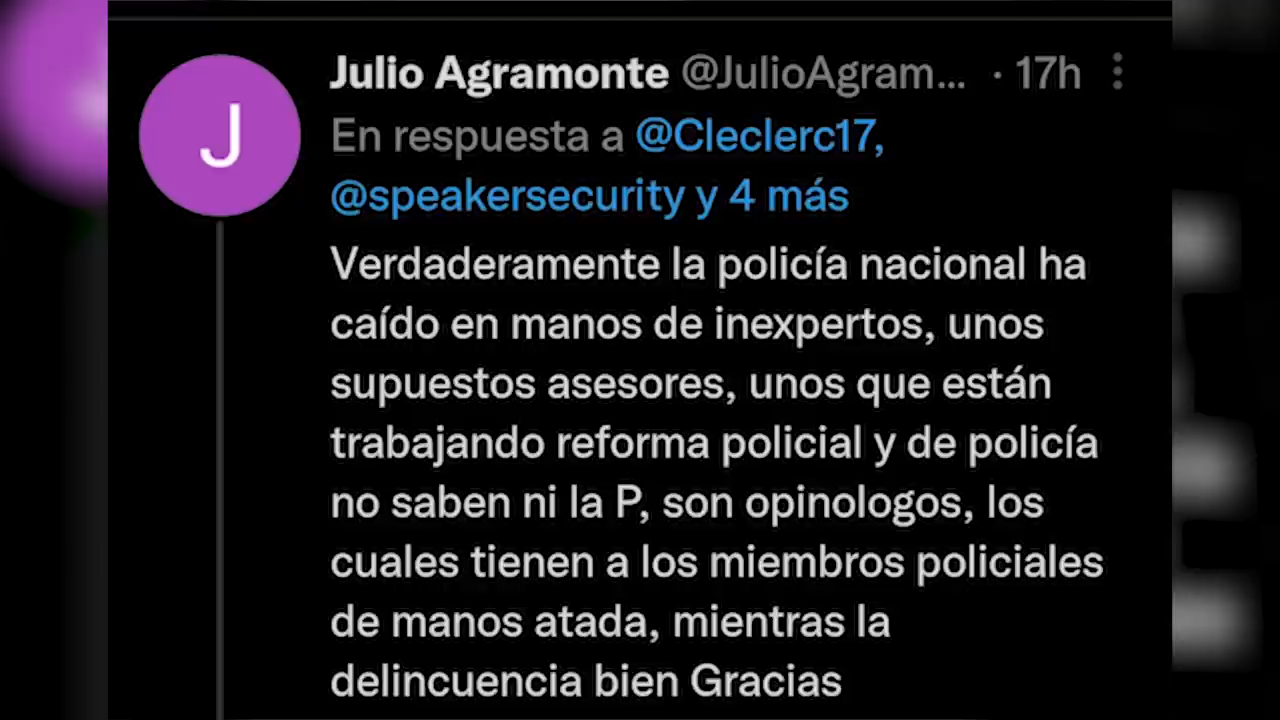 J
Julio Agramonte @JulioAgram... · 17h
En respuesta a @Cleclerc17,
@speakersecurity y 4 más
Verdaderamente la policía nacional ha
caído en manos de inexpertos, unos
supuestos asesores, unos que están
trabajando reforma policial y de policía
no saben ni la P, son opinologos, los
cuales tienen a los miembros policiales
de manos atada, mientras la
delincuencia bien Gracias